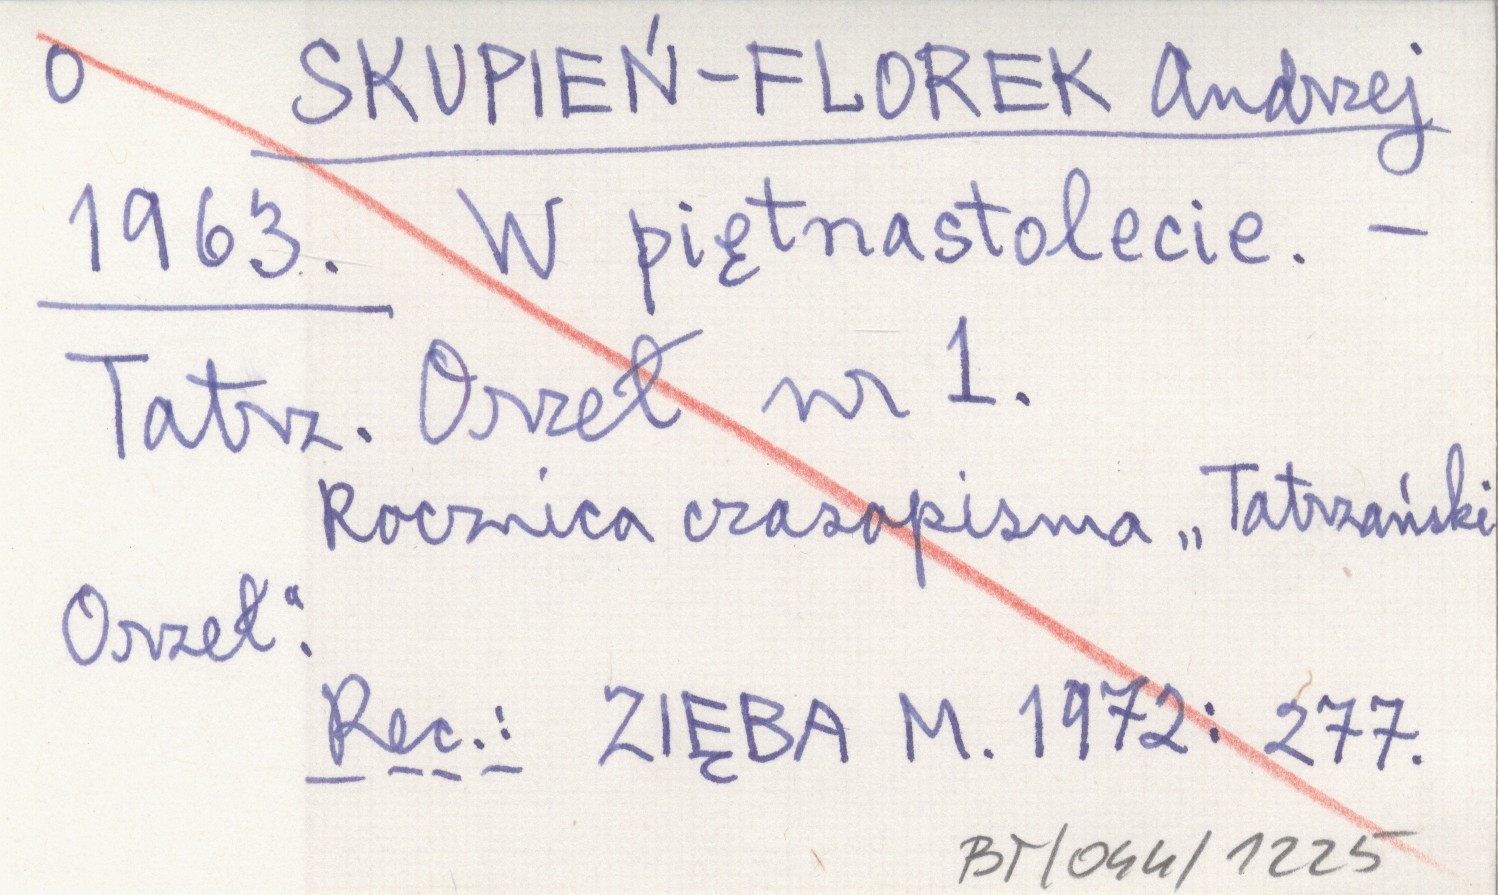 O SKUPIEŃ-FLOREK Andrzej
1963. W piętnastolecie. –
Tatrz. Orzeł nr 1.
Rocznica czasopisma „Tatrzański
Orzeł“.
Rec.: ZIĘBA M. 1972: 277.
BT/044/1225